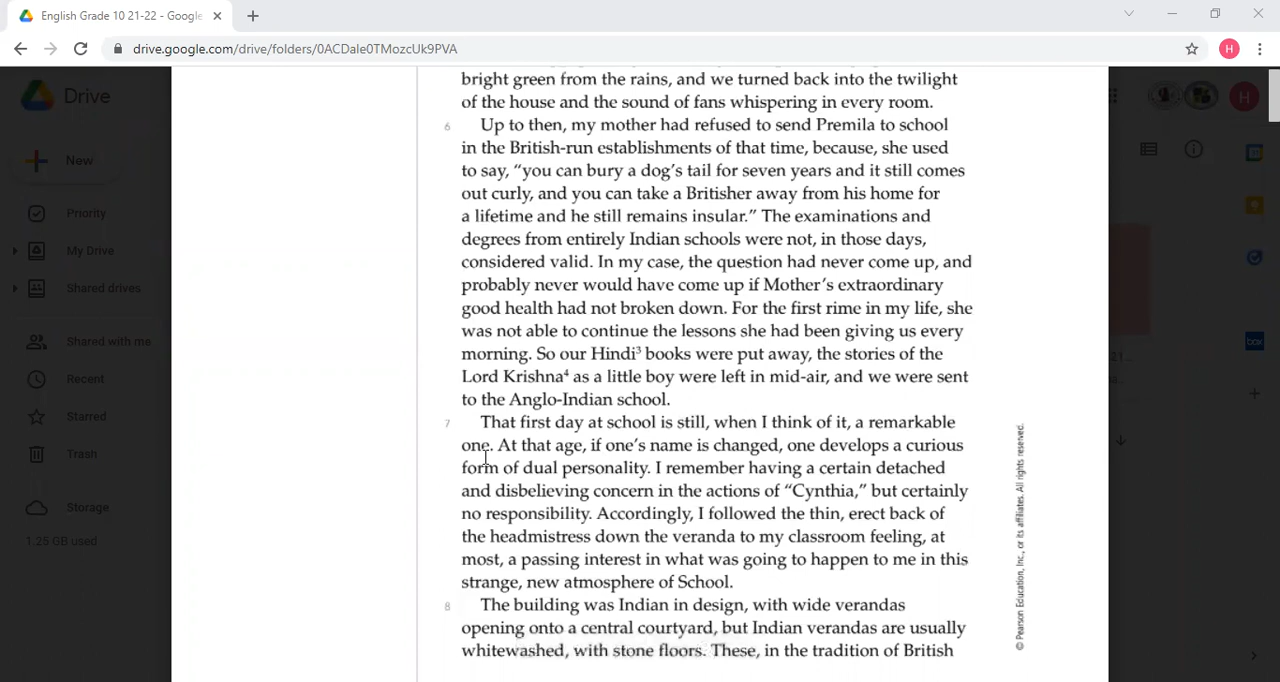 English Grade 10 21-22 - Google
drive.google.com/drive/folders/0ACDale0TMozcUk9PVA
H
Drive
H
New
Priority
My Drive
Shared drives
Shared with me
Recent
Starred
Trash
Storage
1.25 GB used
bright green from the rains, and we turned back into the twilight
of the house and the sound of fans whispering in every room.
6 Up to then, my mother had refused to send Premila to school
in the British-run establishments of that time, because, she used
to say, “you can bury a dog’s tail for seven years and it still comes
out curly, and you can take a Britisher away from his home for
a lifetime and he still remains insular.” The examinations and
degrees from entirely Indian schools were not, in those days,
considered valid. In my case, the question had never come up, and
probably never would have come up if Mother’s extraordinary
good health had not broken down. For the first rime in my life, she
was not able to continue the lessons she had been giving us every
morning. So our Hindi³ books were put away, the stories of the
Lord Krishna⁴ as a little boy were left in mid-air, and we were sent
to the Anglo-Indian school.
7 That first day at school is still, when I think of it, a remarkable
one. At that age, if one’s name is changed, one develops a curious
form of dual personality. I remember having a certain detached
and disbelieving concern in the actions of “Cynthia,” but certainly
no responsibility. Accordingly, I followed the thin, erect back of
the headmistress down the veranda to my classroom feeling, at
most, a passing interest in what was going to happen to me in this
strange, new atmosphere of School.
8 The building was Indian in design, with wide verandas
opening onto a central courtyard, but Indian verandas are usually
whitewashed, with stone floors. These, in the tradition of British
© Pearson Education, Inc., or its affiliates. All rights reserved.
box